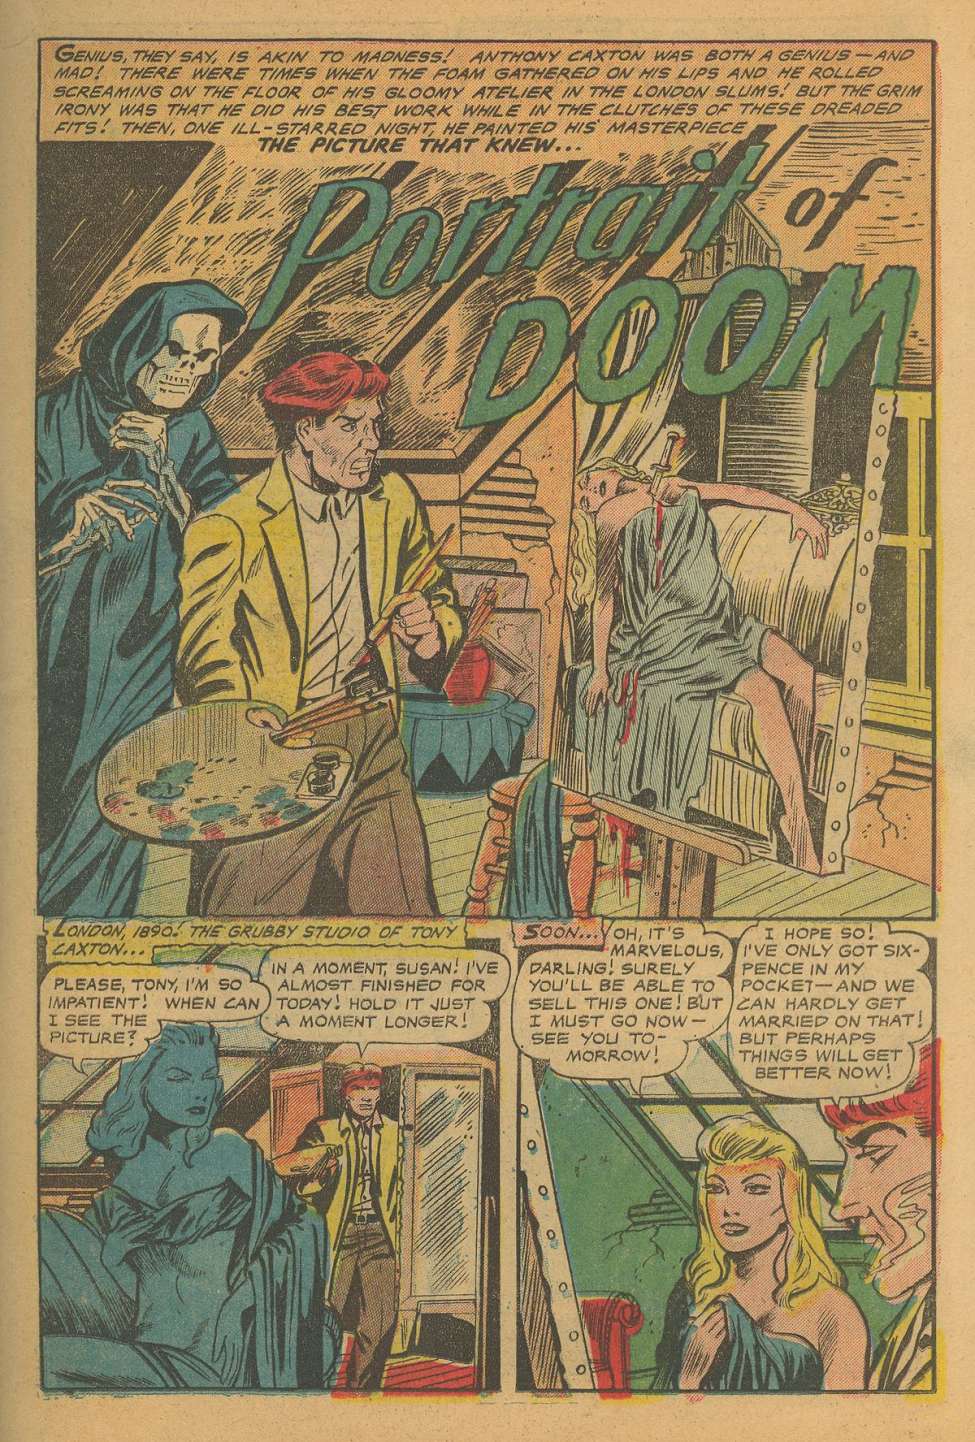 GENIUS, THEY SAY, IS AKIN TO MADNESS! ANTHONY CAXTON WAS BOTH A GENIUS—AND
MAD! THERE WERE TIMES WHEN THE FOAM GATHERED ON HIS LIPS AND HE ROLLED
SCREAMING ON THE FLOOR OF HIS GLOOMY ATELIER IN THE LONDON SLUMS! BUT THE GRIM
IRONY WAS THAT HE DID HIS BEST WORK WHILE IN THE CLUTCHES OF THESE DREADED
FITS! THEN, ONE ILL-STARRED NIGHT, HE PAINTED HIS MASTERPIECE
THE PICTURE THAT KNEW...
Portrait of
DOOM
LONDON, 1890! THE GRUBBY STUDIO OF TONY
CAXTON...
PLEASE, TONY, I'M SO
IMPATIENT! WHEN CAN
I SEE THE
PICTURE?
IN A MOMENT, SUSAN! I'VE
ALMOST FINISHED FOR
TODAY! HOLD IT JUST
A MOMENT LONGER!
SOON...
OH, IT'S
MARVELOUS,
DARLING! SURELY
YOU'LL BE ABLE TO
SELL THIS ONE! BUT
I MUST GO NOW—
SEE YOU TO-
MORROW!
I HOPE SO!
I'VE ONLY GOT SIX-
PENCE IN MY
POCKET—AND WE
CAN HARDLY GET
MARRIED ON THAT!
BUT PERHAPS
THINGS WILL GET
BETTER NOW!